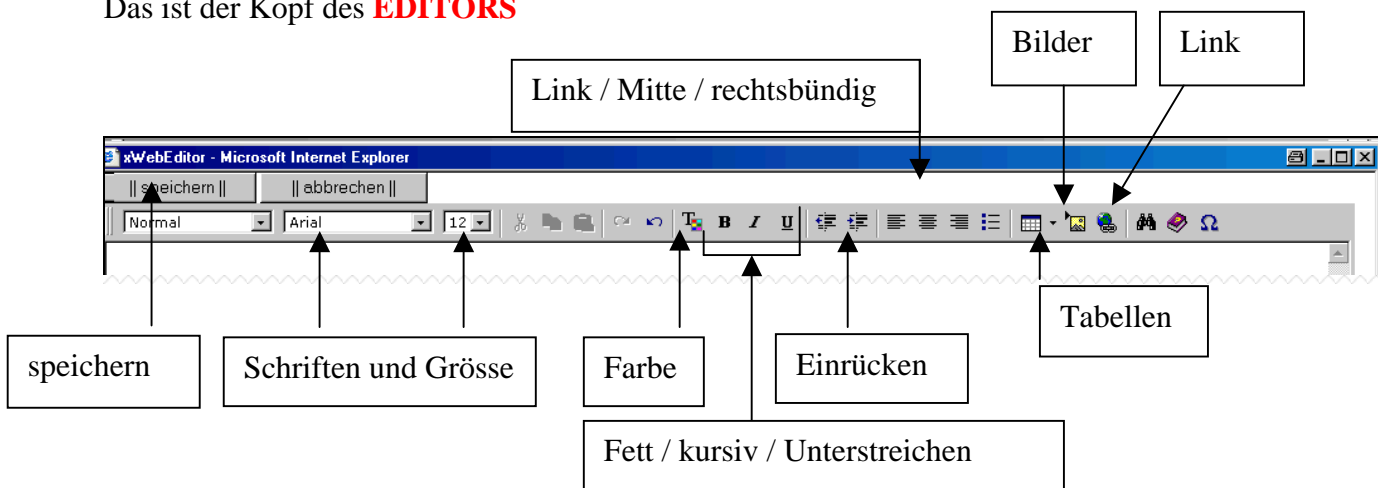 Das ist der Kopf des EDITORS
Bilder
Link
Link / Mitte / rechtsbündig
xWebEditor - Microsoft Internet Explorer
|| speichern || || abbrechen ||
Normal Arial 12 B I U Ω
Tabellen
speichern
Schriften und Grösse
Farbe
Einrücken
Fett / kursiv / Unterstreichen